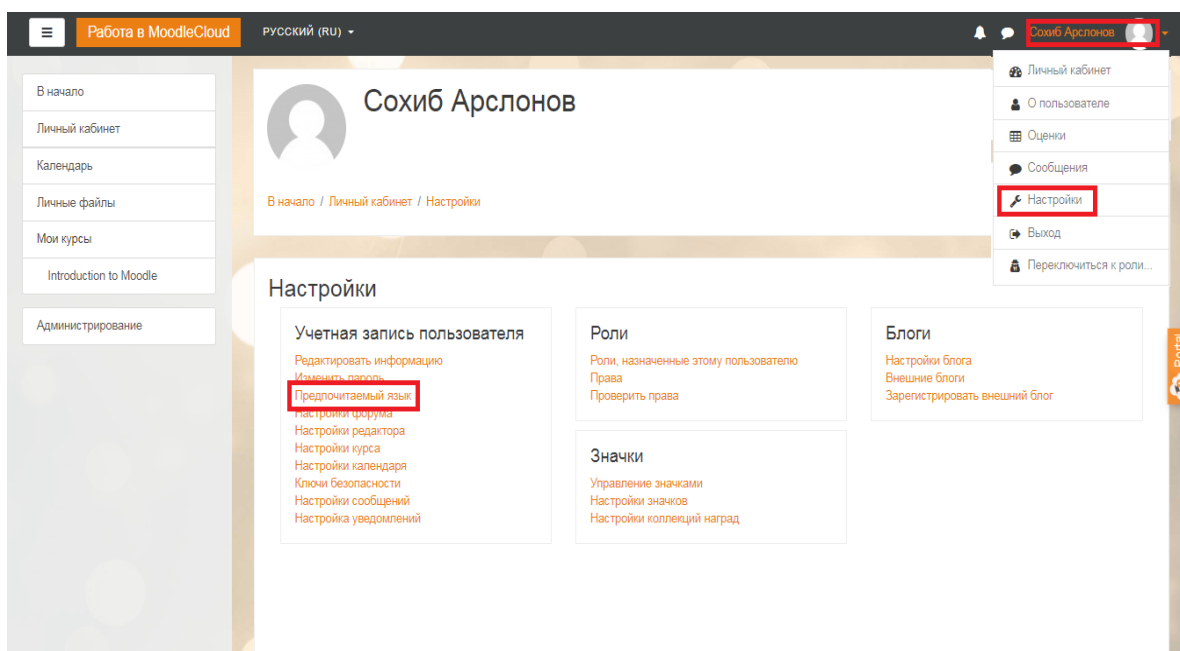 Работа в MoodleCloud
РУССКИЙ (RU)
Сохиб Арслонов
Личный кабинет
О пользователе
Оценки
Сообщения
Настройки
Выход
Переключиться к роли...
В начало
Личный кабинет
Календарь
Личные файлы
Мои курсы
Introduction to Moodle
Администрирование
Сохиб Арслонов
В начало / Личный кабинет / Настройки
Настройки
Учетная запись пользователя
Редактировать информацию
Изменить пароль
Предпочитаемый язык
Настройки форума
Настройки редактора
Настройки курса
Настройки календаря
Ключи безопасности
Настройки сообщений
Настройка уведомлений
Роли
Роли, назначенные этому пользователю
Права
Проверить права
Значки
Управление значками
Настройки значков
Настройки коллекций наград
Блоги
Настройки блога
Внешние блоги
Зарегистрировать внешний блог
Portal